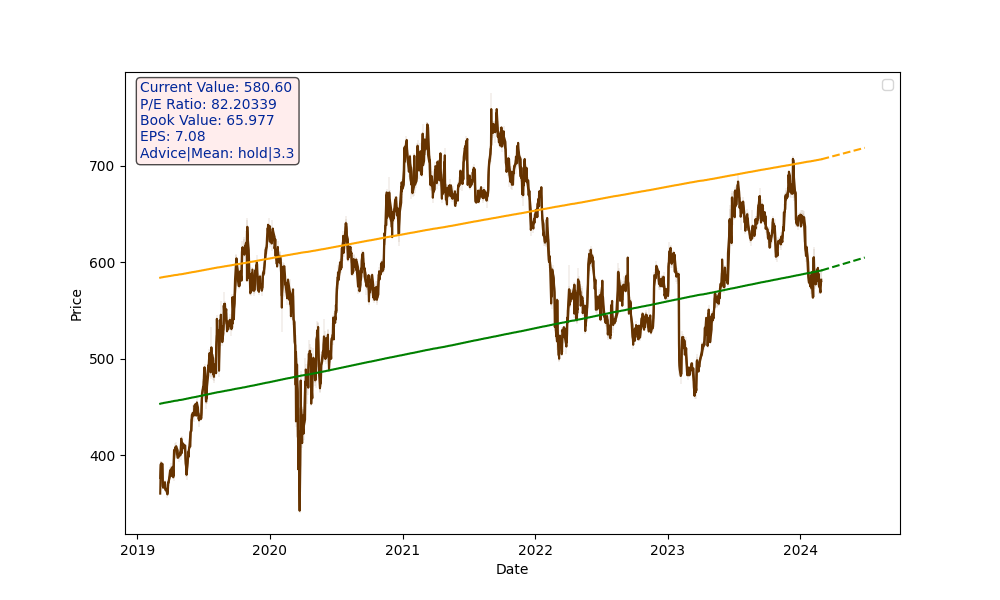 Current Value: 580.60
P/E Ratio: 82.20339
Book Value: 65.977
EPS: 7.08
Advice|Mean: hold|3.3
700
600
500
400
Price
2019 2020 2021 2022 2023 2024
Date